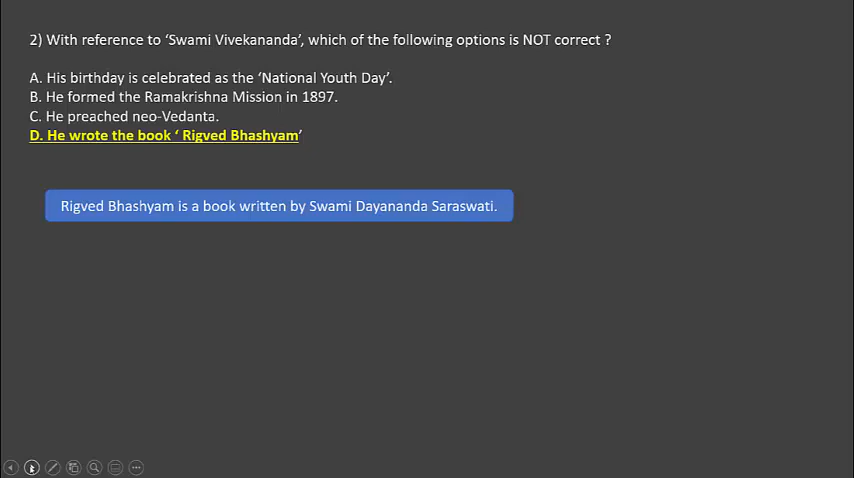 2) With reference to ‘Swami Vivekananda’, which of the following options is NOT correct ?
A. His birthday is celebrated as the ‘National Youth Day’.
B. He formed the Ramakrishna Mission in 1897.
C. He preached neo-Vedanta.
D. He wrote the book ‘ Rigved Bhashyam’
Rigved Bhashyam is a book written by Swami Dayananda Saraswati.